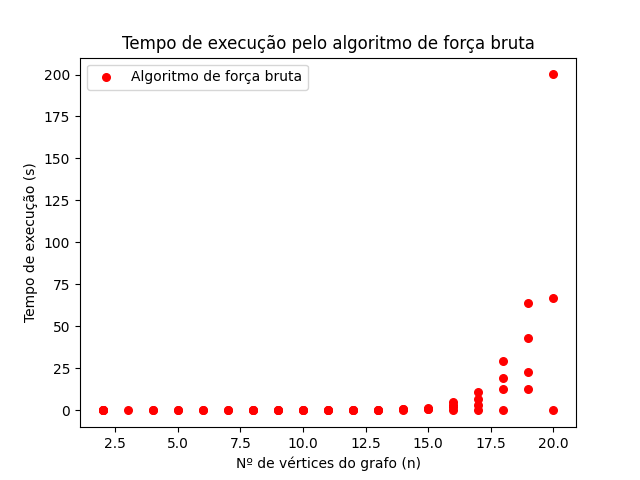 Tempo de execução pelo algoritmo de força bruta
Algoritmo de força bruta
Tempo de execução (s)
200
175
150
125
100
75
50
25
0
2.5 5.0 7.5 10.0 12.5 15.0 17.5 20.0
Nº de vértices do grafo (n)